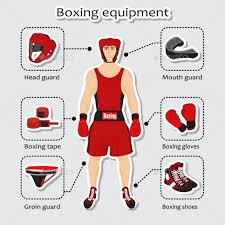 Boxing equipment
Head guard
Mouth guard
Boxing tape
Boxing
Boxing gloves
Groin guard
Boxing shoes